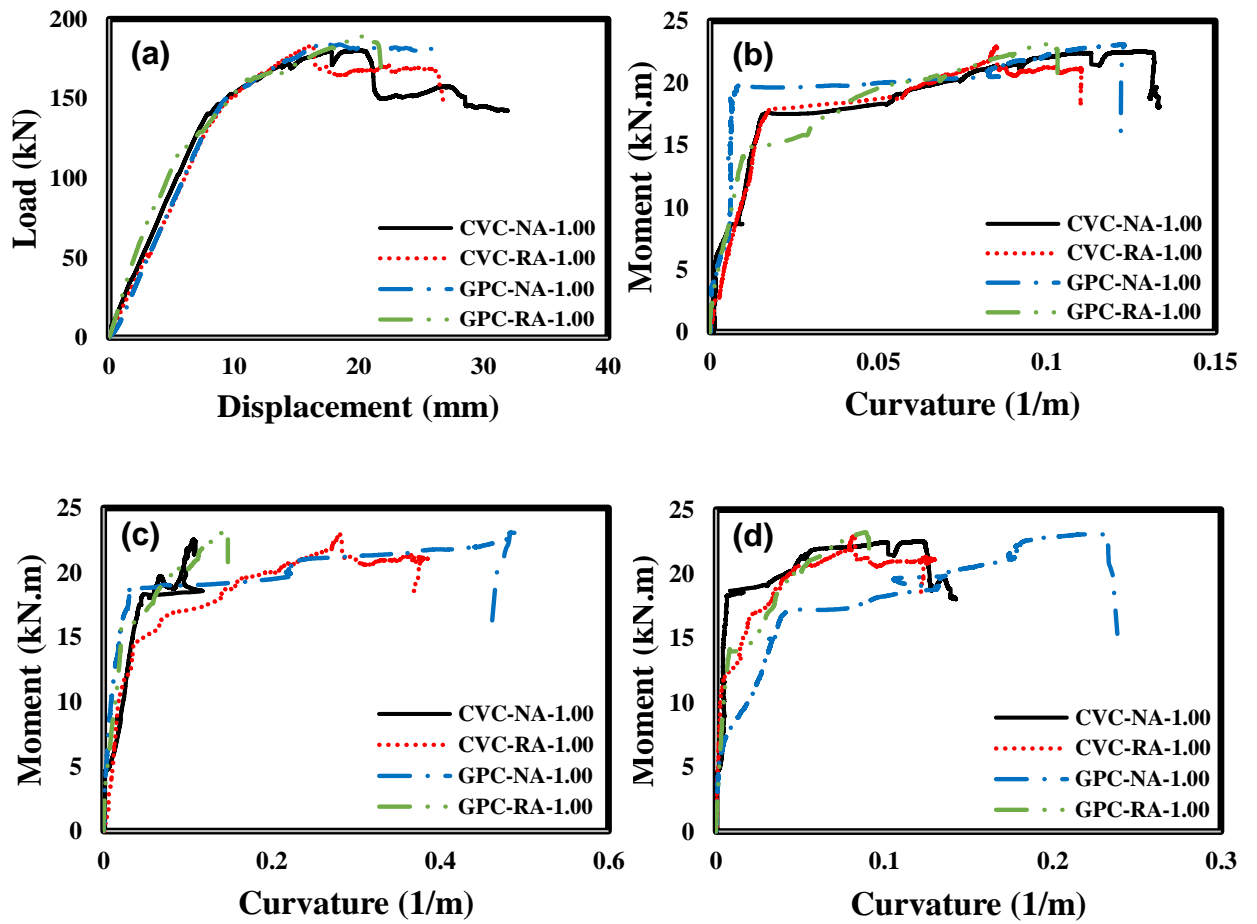 (a)
Load (kN)
200
150
100
50
0
0 10 20 30 40
Displacement (mm)
CVC-NA-1.00
CVC-RA-1.00
GPC-NA-1.00
GPC-RA-1.00
(b)
Moment (kN.m)
25
20
15
10
5
0
0 0.05 0.1 0.15
Curvature (1/m)
CVC-NA-1.00
CVC-RA-1.00
GPC-NA-1.00
GPC-RA-1.00
(c)
Moment (kN.m)
25
20
15
10
5
0
0 0.2 0.4 0.6
Curvature (1/m)
CVC-NA-1.00
CVC-RA-1.00
GPC-NA-1.00
GPC-RA-1.00
(d)
Moment (kN.m)
25
20
15
10
5
0
0 0.1 0.2 0.3
Curvature (1/m)
CVC-NA-1.00
CVC-RA-1.00
GPC-NA-1.00
GPC-RA-1.00